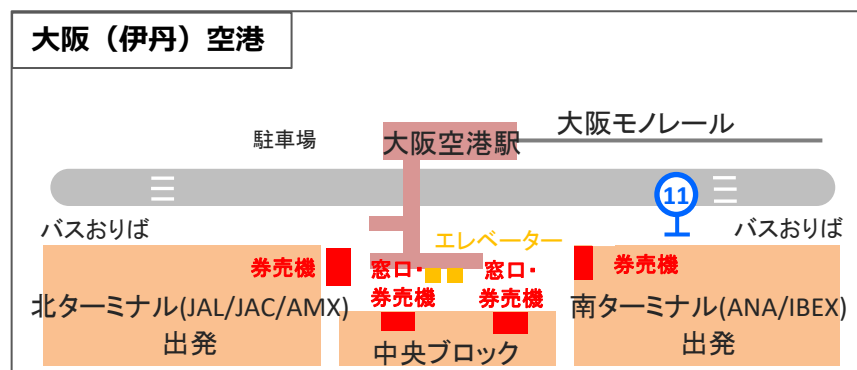 大阪（伊丹）空港
大阪モノレール
大阪空港駅
駐車場
11
バスおりば
バスおりば
エレベーター
券売機
窓口・
券売機
窓口・
券売機
券売機
北ターミナル(JAL/JAC/AMX)
出発
中央ブロック
南ターミナル(ANA/IBEX)
出発